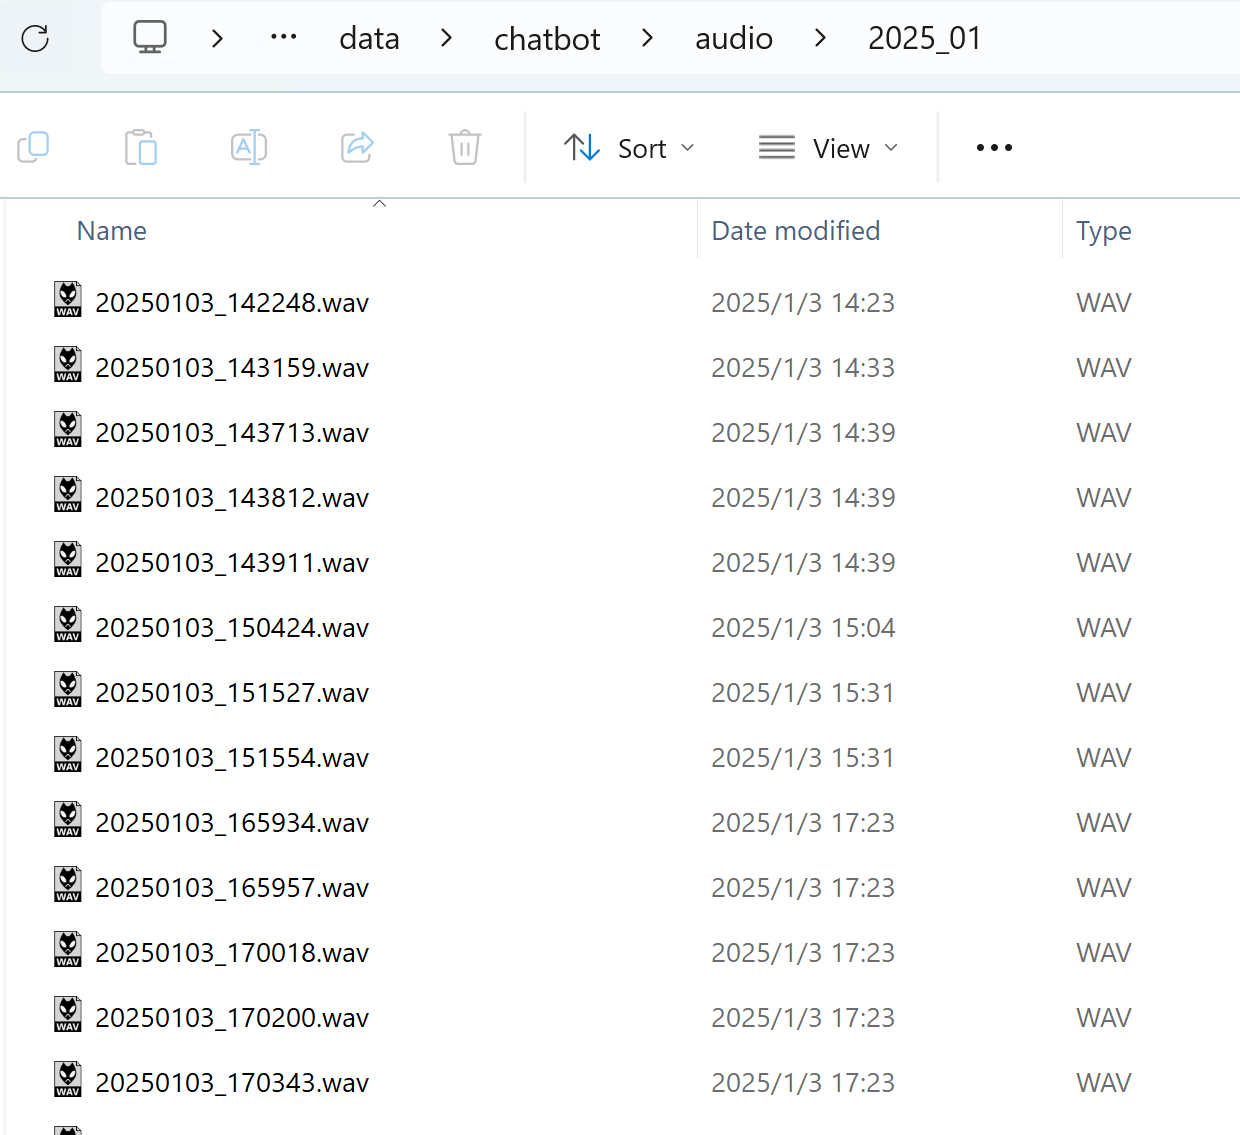 data chatbot audio 2025_01
Sort View
Name Date modified Type
WAV 20250103_142248.wav 2025/1/3 14:23 WAV
WAV 20250103_143159.wav 2025/1/3 14:33 WAV
WAV 20250103_143713.wav 2025/1/3 14:39 WAV
WAV 20250103_143812.wav 2025/1/3 14:39 WAV
WAV 20250103_143911.wav 2025/1/3 14:39 WAV
WAV 20250103_150424.wav 2025/1/3 15:04 WAV
WAV 20250103_151527.wav 2025/1/3 15:31 WAV
WAV 20250103_151554.wav 2025/1/3 15:31 WAV
WAV 20250103_165934.wav 2025/1/3 17:23 WAV
WAV 20250103_165957.wav 2025/1/3 17:23 WAV
WAV 20250103_170018.wav 2025/1/3 17:23 WAV
WAV 20250103_170200.wav 2025/1/3 17:23 WAV
WAV 20250103_170343.wav 2025/1/3 17:23 WAV